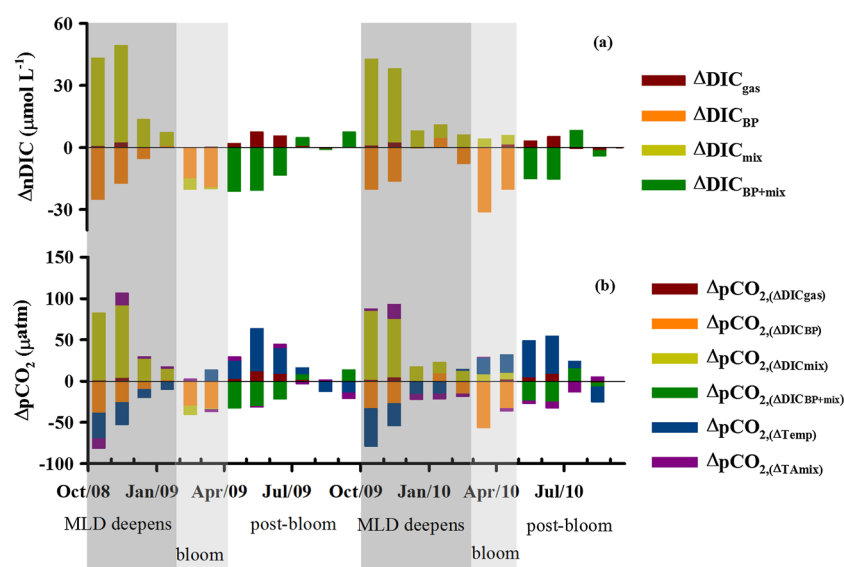 (a)
ΔnDIC (μmol L⁻¹)
60
30
0
-30
ΔDICgas
ΔDICBP
ΔDICmix
ΔDICBP+mix
(b)
ΔpCO₂ (μatm)
150
100
50
0
-50
-100
ΔpCO₂,(ΔDICgas)
ΔpCO₂,(ΔDICBP)
ΔpCO₂,(ΔDICmix)
ΔpCO₂,(ΔDICBP+mix)
ΔpCO₂,(ΔTemp)
ΔpCO₂,(ΔTAmix)
Oct/08 Jan/09 Apr/09 Jul/09 Oct/09 Jan/10 Apr/10 Jul/10
MLD deepens post-bloom MLD deepens post-bloom
bloom bloom